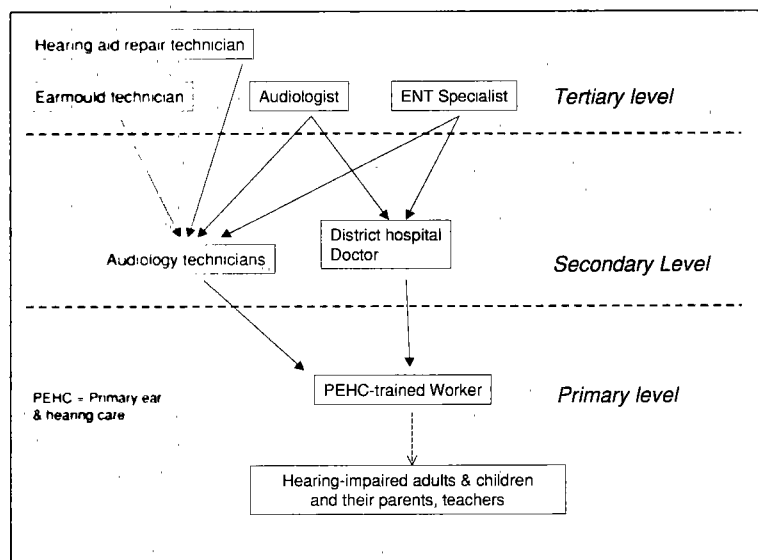 Hearing aid repair technician
Earmould technician
Audiologist
ENT Specialist
Tertiary level
Audiology technicians
District hospital
Doctor
Secondary Level
PEHC-trained Worker
Primary level
PEHC = Primary ear
& hearing care
Hearing-impaired adults & children
and their parents, teachers